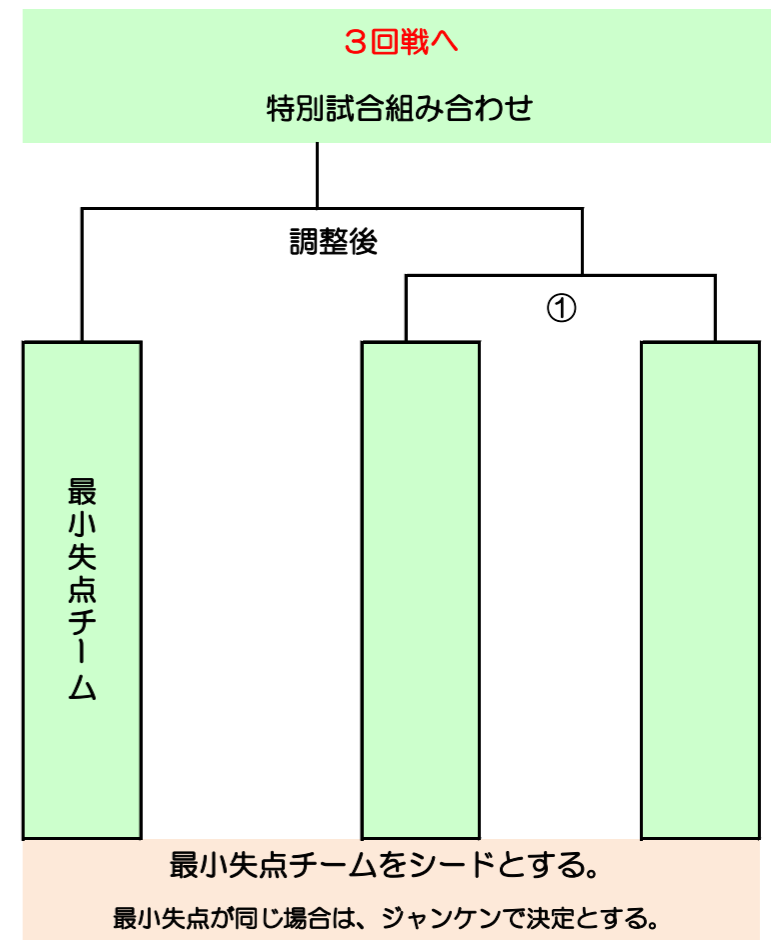 ３回戦へ
特別試合組み合わせ
調整後
①
最小失点チーム
最小失点チームをシードとする。
最小失点が同じ場合は、ジャンケンで決定とする。